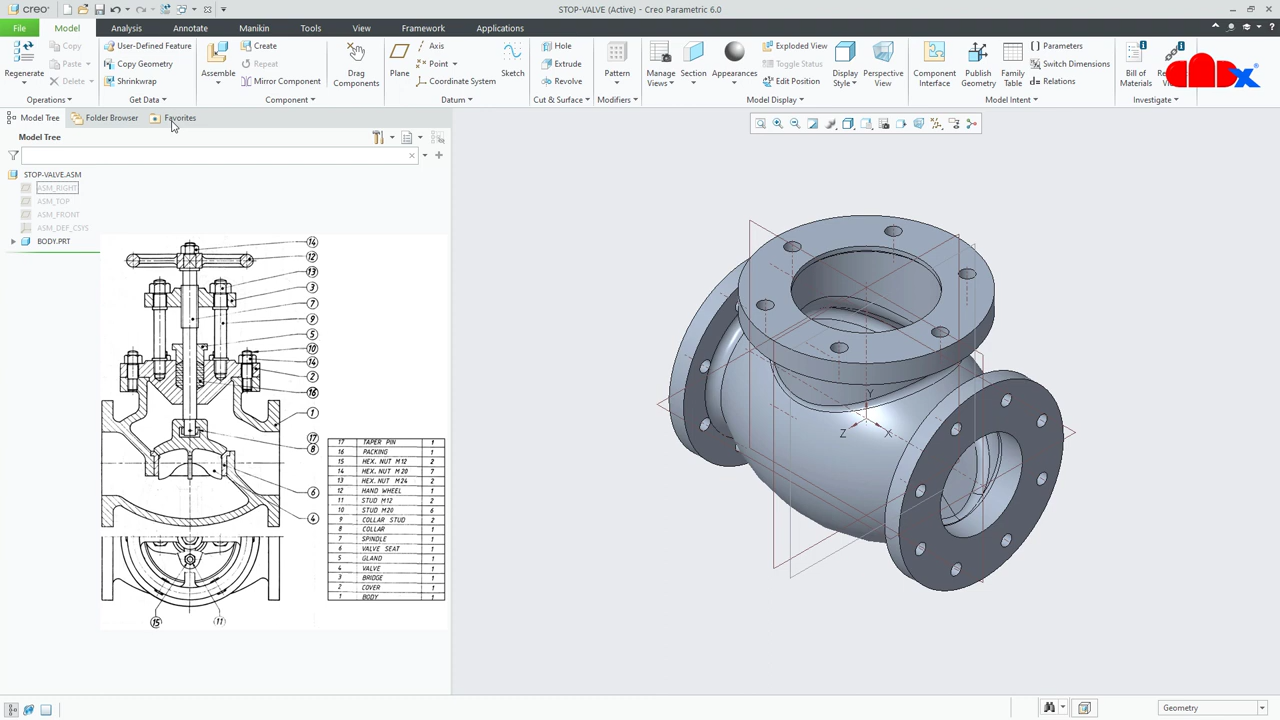 creo
STOP-VALVE (Active) - Creo Parametric 6.0
File Model Analysis Annotate Manikin Tools View Framework Applications
Regenerate
Copy
Paste
Delete
Operations
User-Defined Feature
Copy Geometry
Shrinkwrap
Get Data
Assemble
Create
Repeat
Mirror Component
Component
Drag Components
Plane
Axis
Point
Coordinate System
Sketch
Datum
Hole
Extrude
Revolve
Cut & Surface
Pattern
Modifiers
Manage Views
Section
Appearances
Exploded View
Toggle Status
Edit Position
Display Style
Perspective View
Model Display
Component Interface
Publish Geometry
Family Table
Parameters
Switch Dimensions
Relations
Model Intent
Bill of Materials
Investigate
Model Tree Folder Browser Favorites
Model Tree
STOP-VALVE.ASM
ASM_RIGHT
ASM_TOP
ASM_FRONT
ASM_DEF_CSYS
BODY.PRT
14
12
13
3
7
9
5
10
14
2
16
1
17
8
6
4
15
11
17 TAPER PIN 1
16 PACKING 1
15 HEX. NUT M12 2
14 HEX. NUT M20 7
13 HEX. NUT M24 2
12 HAND WHEEL 1
11 STUD M12 2
10 STUD M20 6
9 COLLAR STUD 2
8 COLLAR 1
7 SPINDLE 1
6 VALVE SEAT 1
5 GLAND 1
4 VALVE 1
3 BRIDGE 1
2 COVER 1
1 BODY 1
Y
Z
X
Geometry